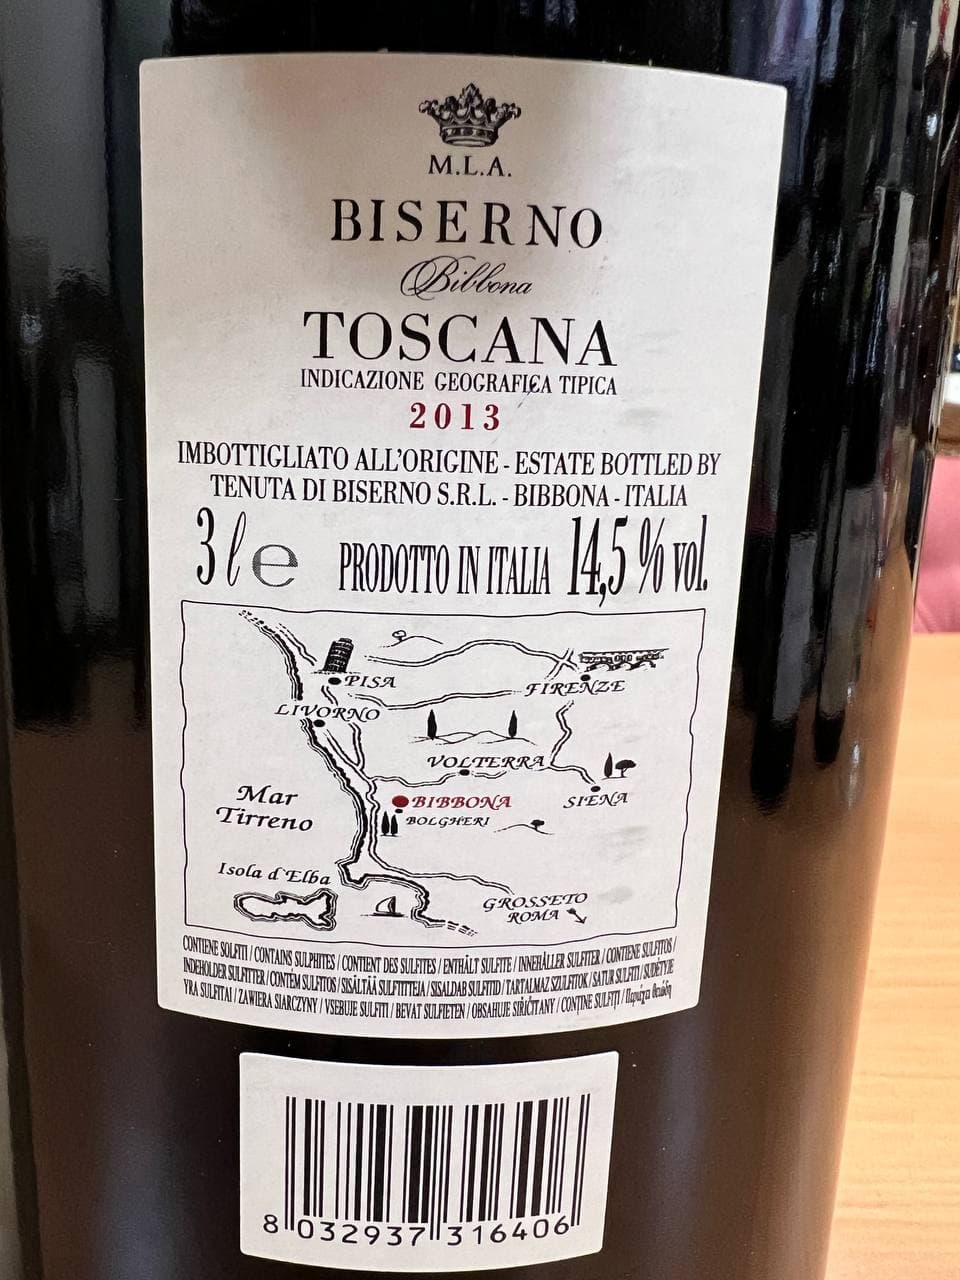 M.L.A.
BISERNO
Bibbona
TOSCANA
INDICAZIONE GEOGRAFICA TIPICA
2013
IMBOTTIGLIATO ALL'ORIGINE - ESTATE BOTTLED BY
TENUTA DI BISERNO S.R.L. - BIBBONA - ITALIA
3 ℓ e PRODOTTO IN ITALIA 14,5 % vol.
PISA
FIRENZE
LIVORNO
VOLTERRA
BIBBONA
SIENA
Mar
Tirreno
BOLGHERI
Isola d'Elba
GROSSETO
ROMA
CONTIENE SOLFITI / CONTAINS SULPHITES / CONTIENT DES SULFITES / ENTHÄLT SULFITE / INNEHÅLLER SULFITER / CONTIENE SULFITOS /
INDEHOLDER SULFITTER / CONTÉM SULFITOS / SISÄLTÄÄ SULFIITTEJA / SISALDAB SULFITID / TARTALMAZ SZULFITOK / SATUR SULFITI / SUDĖTYJE
YRA SULFITAI / ZAWIERA SIARCZYNY / VSEBUJE SULFITI / BEVAT SULFIETEN / OBSAHUJE SIŘIČITANY / CONȚINE SULFIȚI / Περιέχει Θειώδη
8 032937 316406